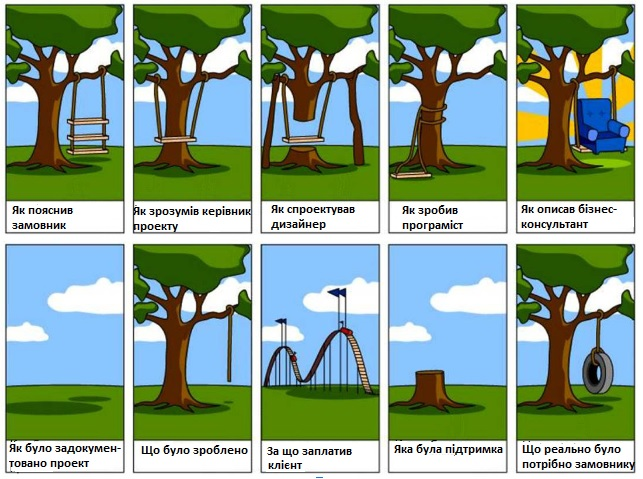 Як пояснив
замовник
Як зрозумів керівник
проекту
Як спроектував
дизайнер
Як зробив
програміст
Як описав бізнес-
консультант
Як було задокумен-
товано проект
Що було зроблено
За що заплатив
клієнт
Яка була підтримка
Що реально було
потрібно замовнику